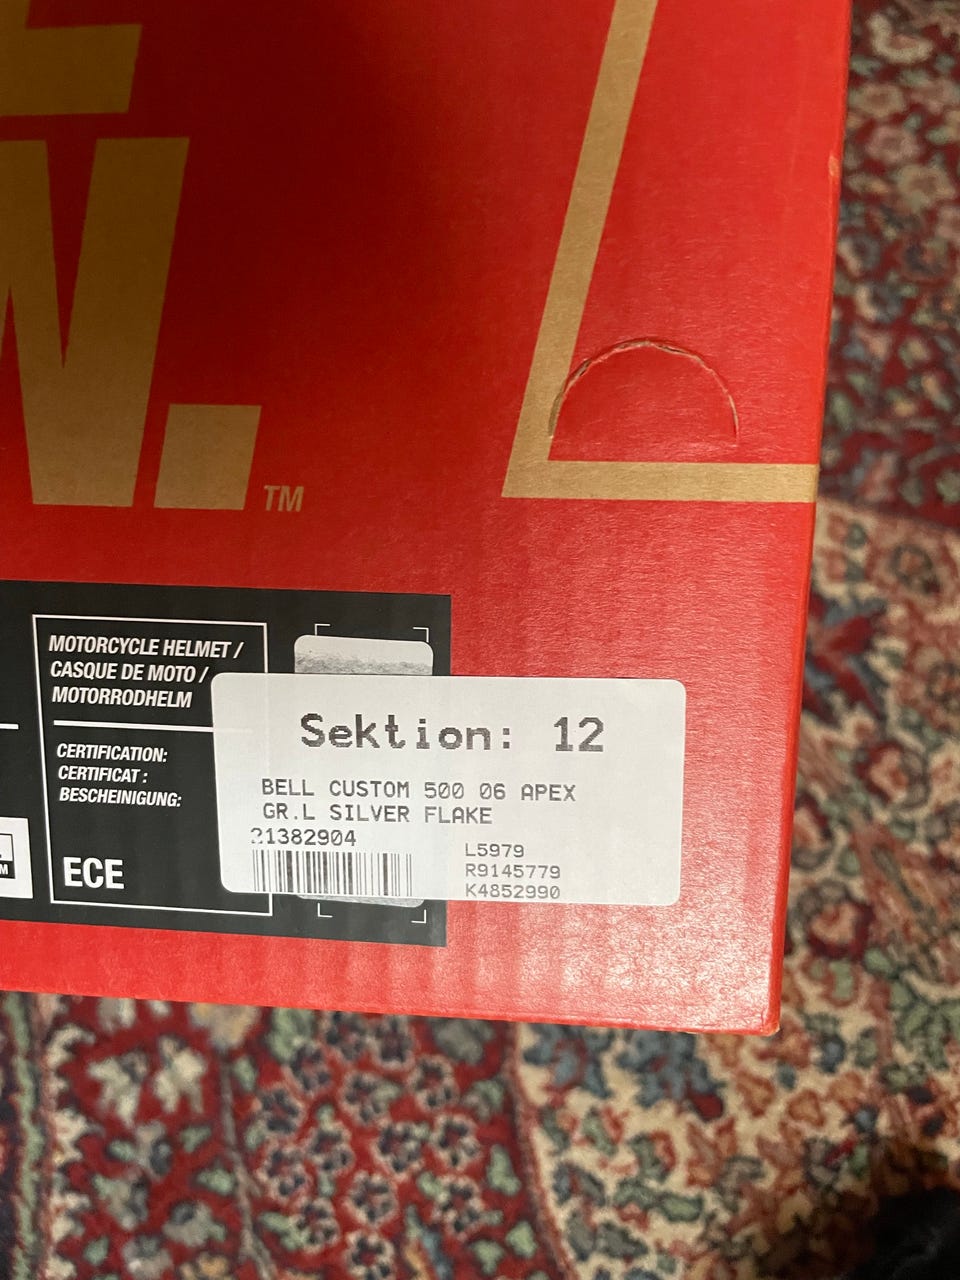 N.
TM
MOTORCYCLE HELMET /
CASQUE DE MOTO /
MOTORRODHELM
CERTIFICATION:
CERTIFICAT :
BESCHEINIGUNG:
ECE
M
Sektion: 12
BELL CUSTOM 500 06 APEX
GR.L SILVER FLAKE
21382904
L5979
R9145779
K4852990